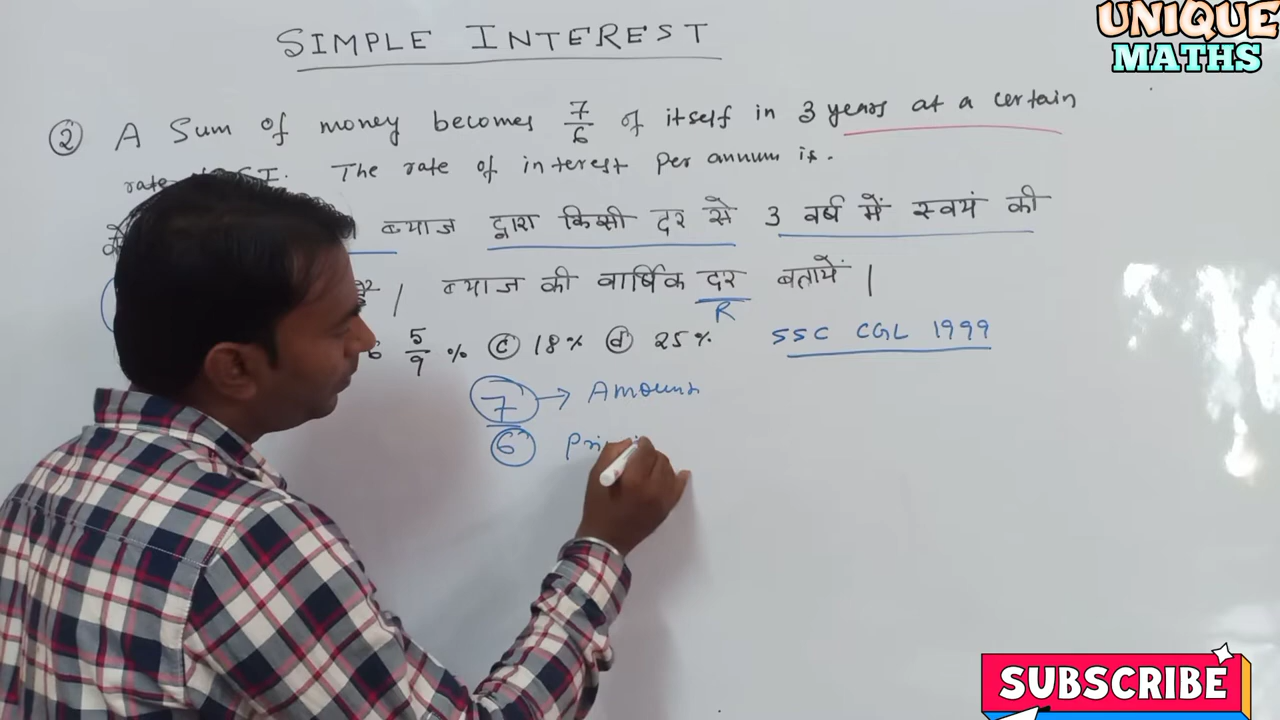 UNIQUE
MATHS
SIMPLE INTEREST
② A Sum of money becomes 7/6 of itself in 3 years at a certain
rate S.I. The rate of interest per annum is.
ब्याज द्वारा किसी दर से 3 वर्ष में स्वयं की
| ब्याज की वार्षिक दर बतायें |
R
5/9 % ⓒ 18% ⓓ 25% SSC CGL 1999
7 → Amount
6 Pri
SUBSCRIBE